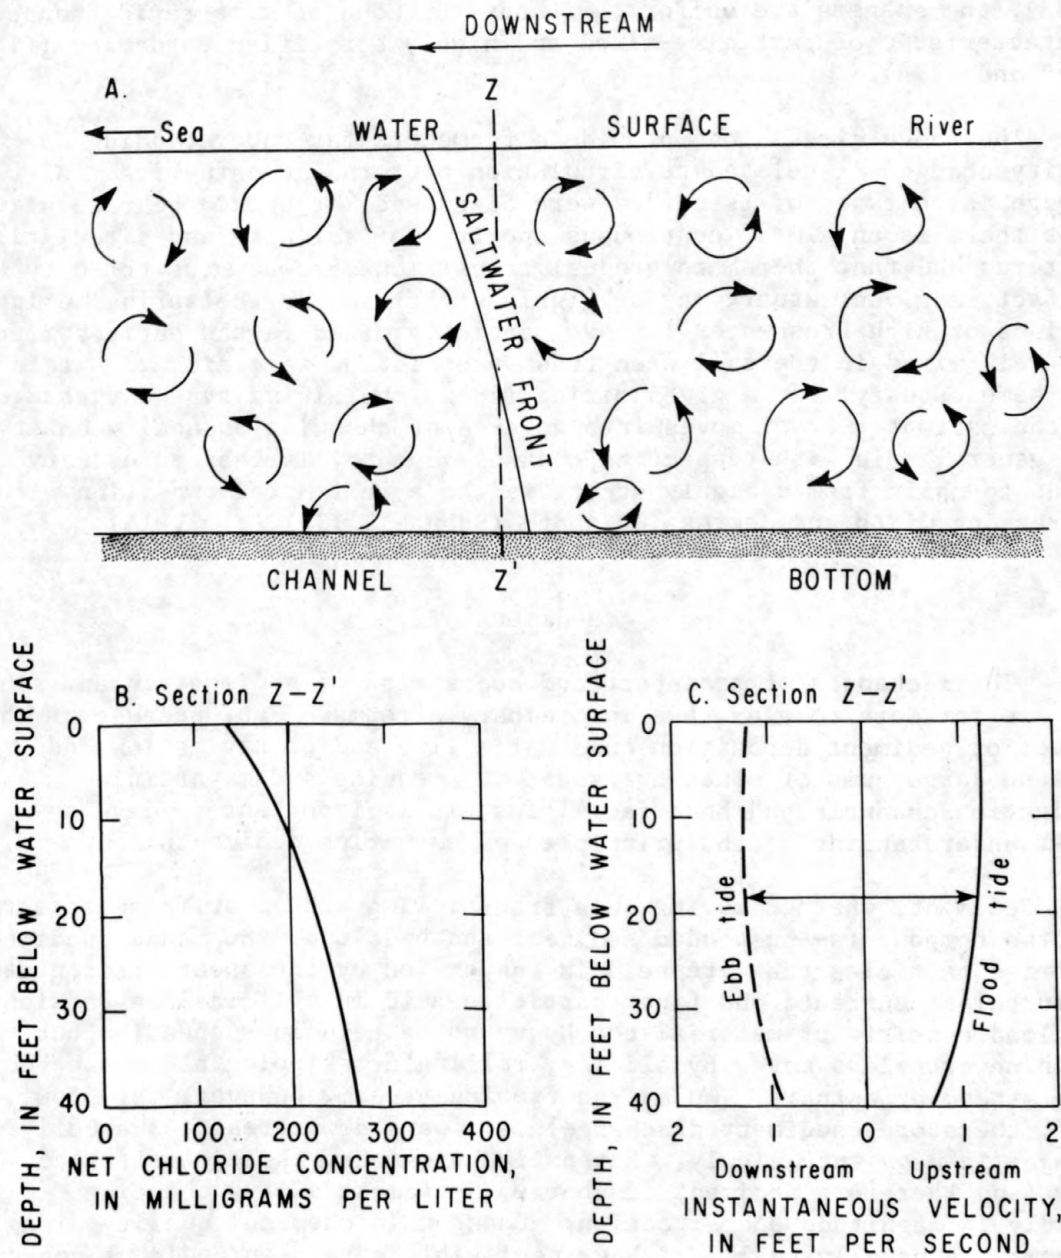 DOWNSTREAM
A.
Z
Sea WATER SURFACE River
SALTWATER FRONT
CHANNEL Z' BOTTOM
B. Section Z-Z'
DEPTH, IN FEET BELOW WATER SURFACE
0
10
20
30
40
0 100 200 300 400
NET CHLORIDE CONCENTRATION,
IN MILLIGRAMS PER LITER
C. Section Z-Z'
DEPTH, IN FEET BELOW WATER SURFACE
0
10
20
30
40
Ebb tide
Flood tide
2 1 0 1 2
Downstream Upstream
INSTANTANEOUS VELOCITY,
IN FEET PER SECOND